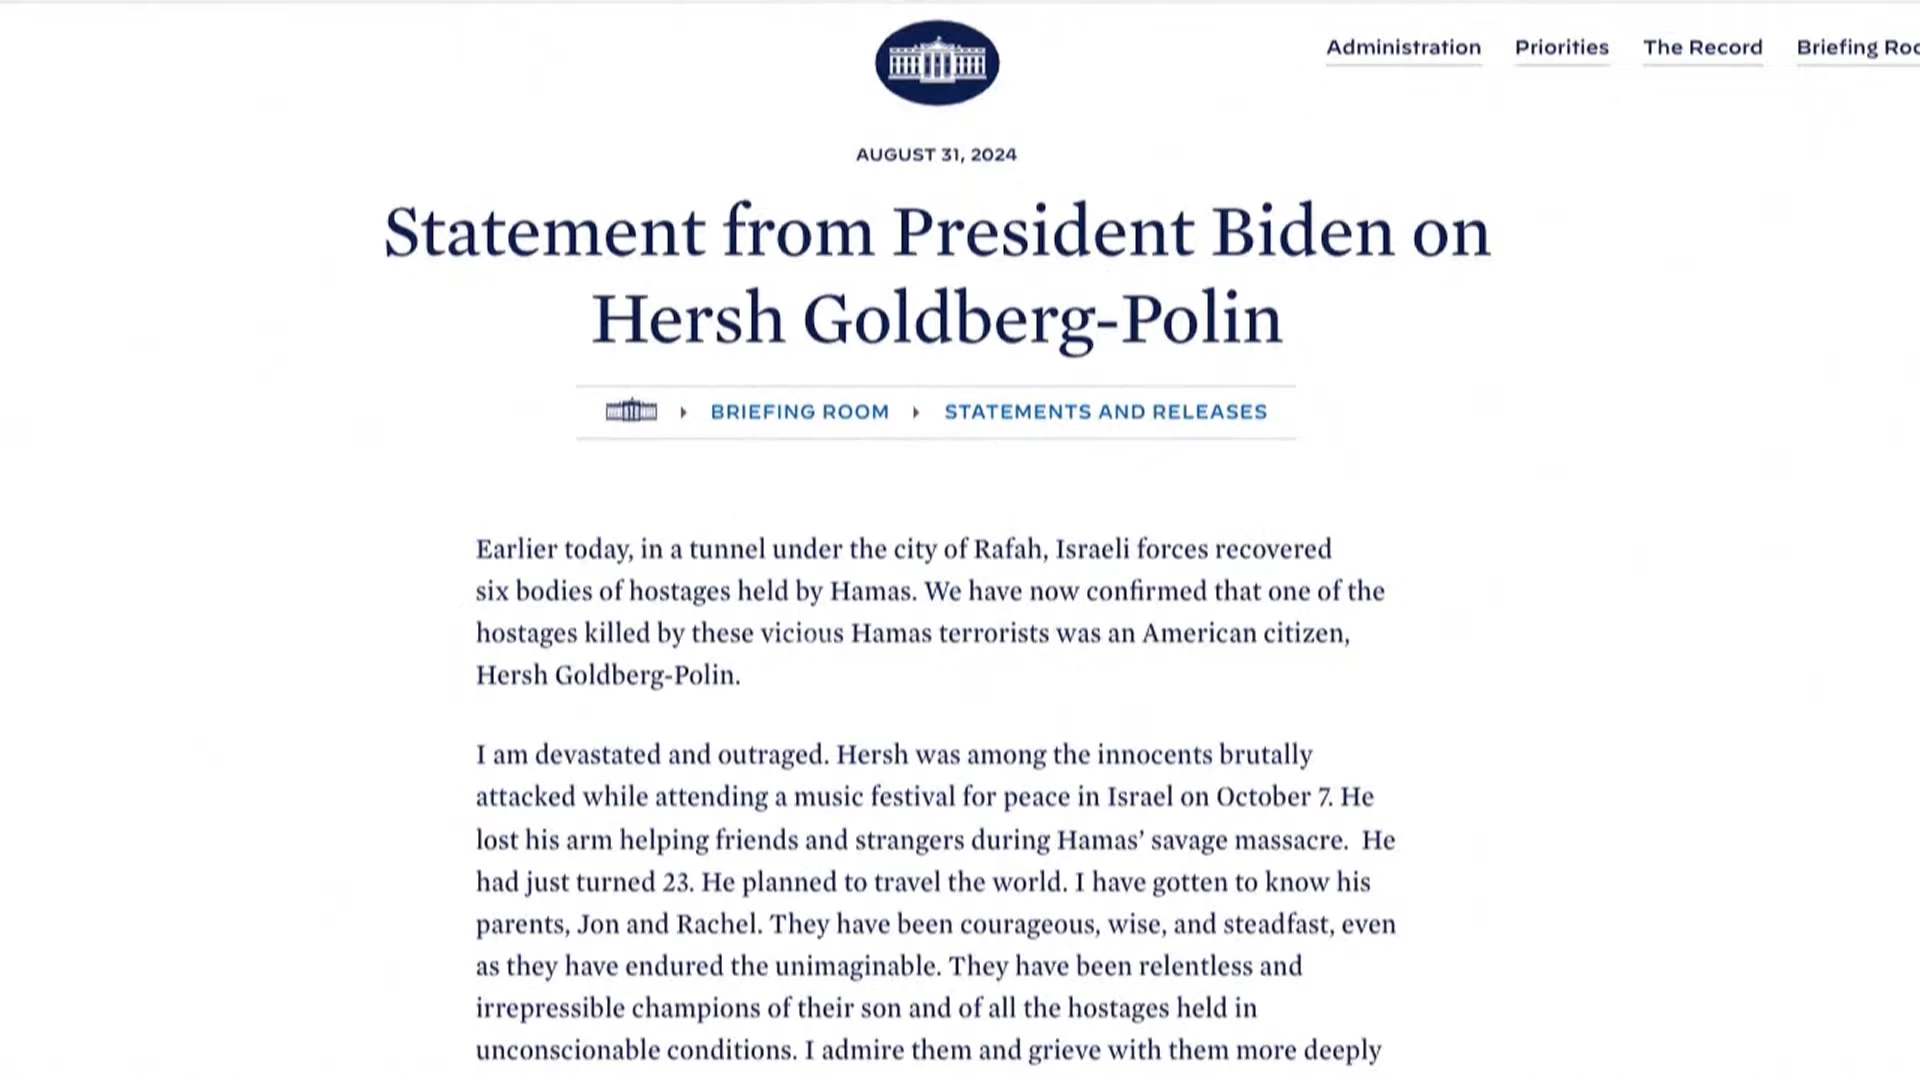 Administration Priorities The Record Briefing
AUGUST 31, 2024
Statement from President Biden on
Hersh Goldberg-Polin
BRIEFING ROOM STATEMENTS AND RELEASES
Earlier today, in a tunnel under the city of Rafah, Israeli forces recovered
six bodies of hostages held by Hamas. We have now confirmed that one of the
hostages killed by these vicious Hamas terrorists was an American citizen,
Hersh Goldberg-Polin.
I am devastated and outraged. Hersh was among the innocents brutally
attacked while attending a music festival for peace in Israel on October 7. He
lost his arm helping friends and strangers during Hamas’ savage massacre.  He
had just turned 23. He planned to travel the world. I have gotten to know his
parents, Jon and Rachel. They have been courageous, wise, and steadfast, even
as they have endured the unimaginable. They have been relentless and
irrepressible champions of their son and of all the hostages held in
unconscionable conditions. I admire them and grieve with them more deeply